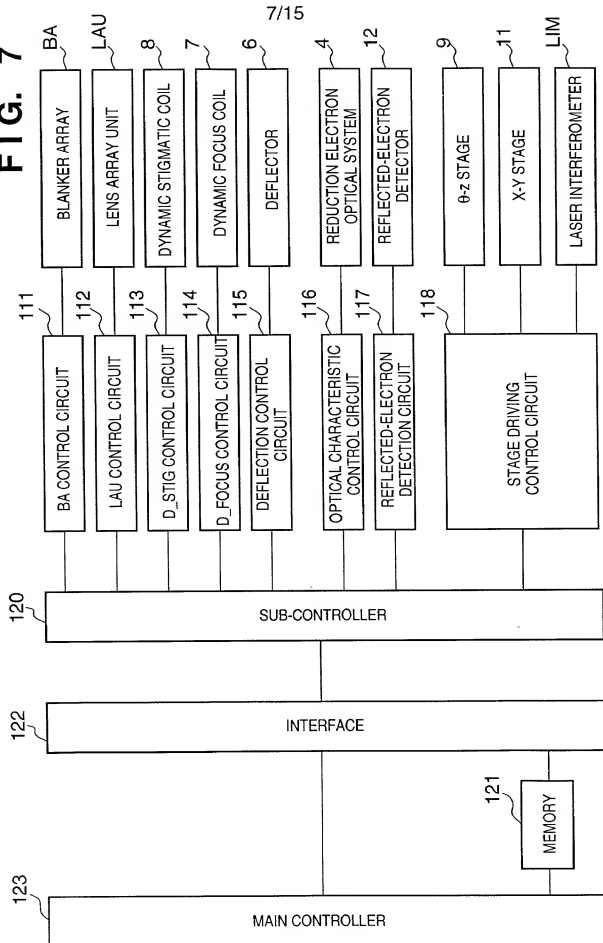 7/15
FIG. 7
BA
LAU
8
7
6
4
12
9
11
LIM
BLANKER ARRAY
LENS ARRAY UNIT
DYNAMIC STIGMATIC COIL
DYNAMIC FOCUS COIL
DEFLECTOR
REDUCTION ELECTRON
OPTICAL SYSTEM
REFLECTED-ELECTRON
DETECTOR
θ-z STAGE
X-Y STAGE
LASER INTERFEROMETER
111
112
113
114
115
116
117
118
BA CONTROL CIRCUIT
LAU CONTROL CIRCUIT
D_STIG CONTROL CIRCUIT
D_FOCUS CONTROL CIRCUIT
DEFLECTION CONTROL
CIRCUIT
OPTICAL CHARACTERISTIC
CONTROL CIRCUIT
REFLECTED-ELECTRON
DETECTION CIRCUIT
STAGE DRIVING
CONTROL CIRCUIT
120
SUB-CONTROLLER
122
INTERFACE
121
MEMORY
123
MAIN CONTROLLER